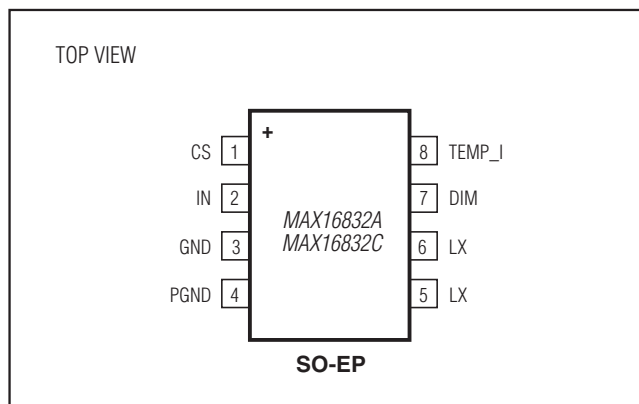 TOP VIEW
+
CS 1
8 TEMP_I
IN 2
7 DIM
MAX16832A
MAX16832C
GND 3
6 LX
PGND 4
5 LX
SO-EP